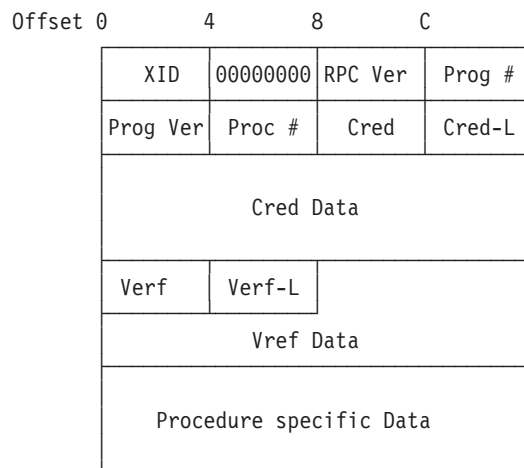 Offset 0 4 8 C
XID 00000000 RPC Ver Prog #
Prog Ver Proc # Cred Cred-L
Cred Data
Verf Verf-L
Vref Data
Procedure specific Data